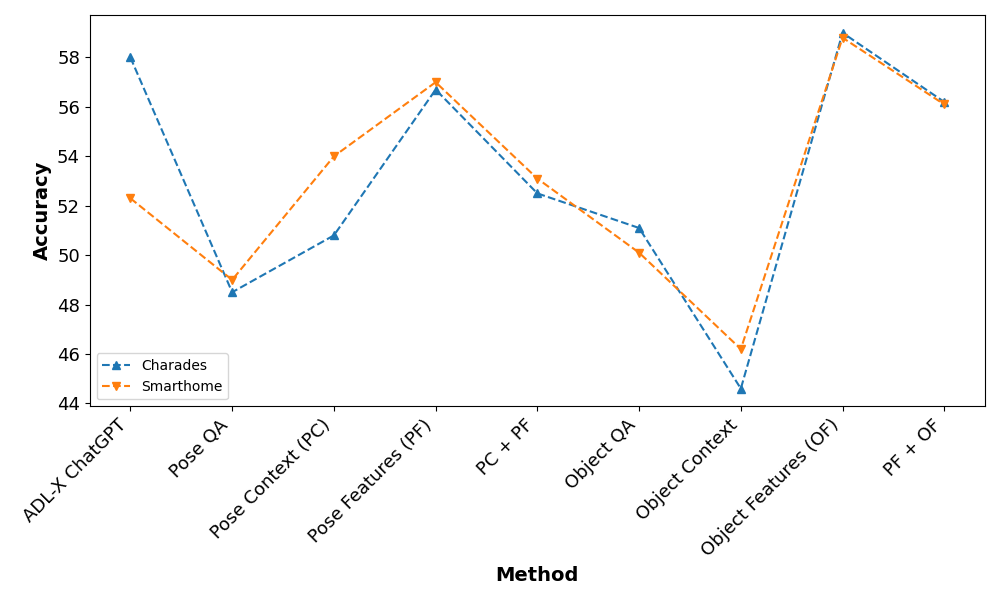 58
56
54
52
50
48
46
44
Accuracy
Charades
Smarthome
ADL-X ChatGPT
Pose QA
Pose Context (PC)
Pose Features (PF)
PC + PF
Object QA
Object Context
Object Features (OF)
PF + OF
Method